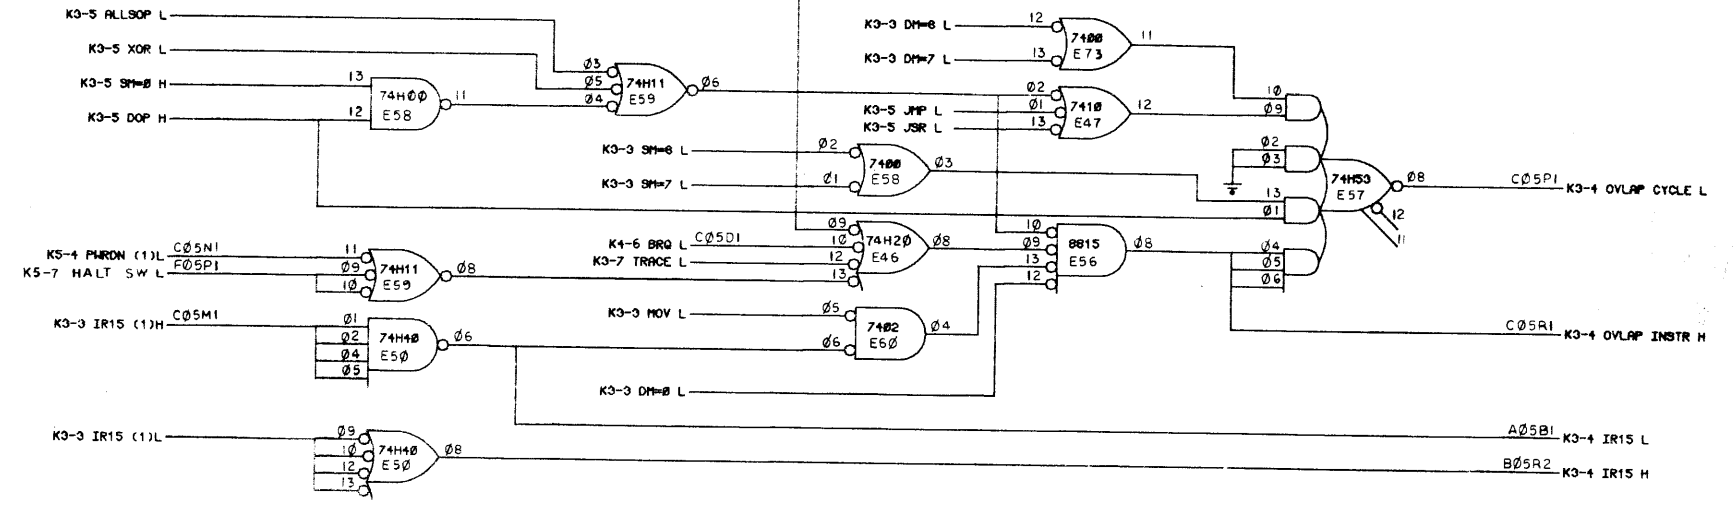 K3-5 ALLSOP L
K3-5 XOR L
K3-5 SM=Ø H
K3-5 DOP H
13
12
74HØØ
E58
11
Ø3
Ø5
Ø4
74H11
E59
Ø6
K3-3 DM=6 L
K3-3 DM=7 L
12
13
7400
E73
11
K3-5 JMP L
K3-5 JSR L
Ø2
Ø1
13
7410
E47
12
K3-3 SM=6 L
K3-3 SM=7 L
Ø2
Ø1
7400
E58
Ø3
1Ø
Ø9
Ø2
Ø3
13
Ø1
Ø4
Ø5
Ø6
74H53
E57
Ø8
12
11
CØ5P1
K3-4 OVLAP CYCLE L
K5-4 PWRDN (1)L
CØ5N1
K5-7 HALT SW L
FØ5P1
11
Ø9
1Ø
74H11
E59
Ø8
K4-6 BRQ L
CØ5D1
K3-7 TRACE L
Ø9
1Ø
12
13
74H2Ø
E46
Ø8
1Ø
Ø9
13
12
8815
E56
Ø8
K3-3 IR15 (1)H
CØ5M1
Ø1
Ø2
Ø4
Ø5
74H4Ø
E5Ø
Ø6
K3-3 MOV L
Ø5
Ø6
7402
E6Ø
Ø4
K3-3 DM=Ø L
CØ5R1
K3-4 OVLAP INSTR H
K3-3 IR15 (1)L
Ø9
1Ø
12
13
74H4Ø
E5Ø
Ø8
AØ5B1
K3-4 IR15 L
BØ5R2
K3-4 IR15 H